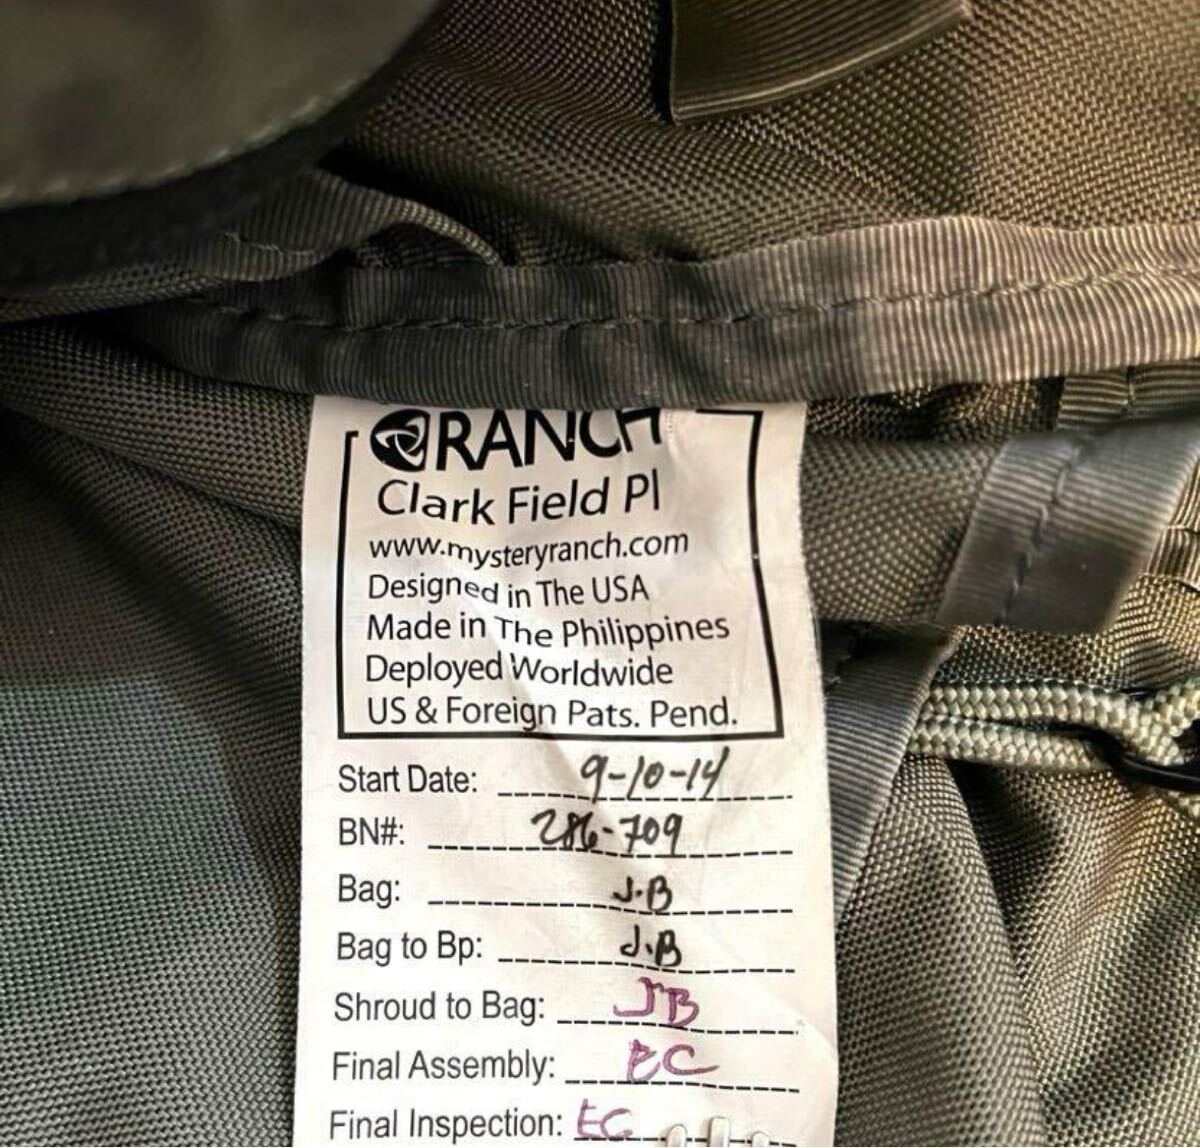 RANCH
Clark Field PI
www.mysteryranch.com
Designed in The USA
Made in The Philippines
Deployed Worldwide
US & Foreign Pats. Pend.
Start Date: 9-10-14
BN#: 286-709
Bag: J.B
Bag to Bp: J.B
Shroud to Bag: JB
Final Assembly: EC
Final Inspection: EC